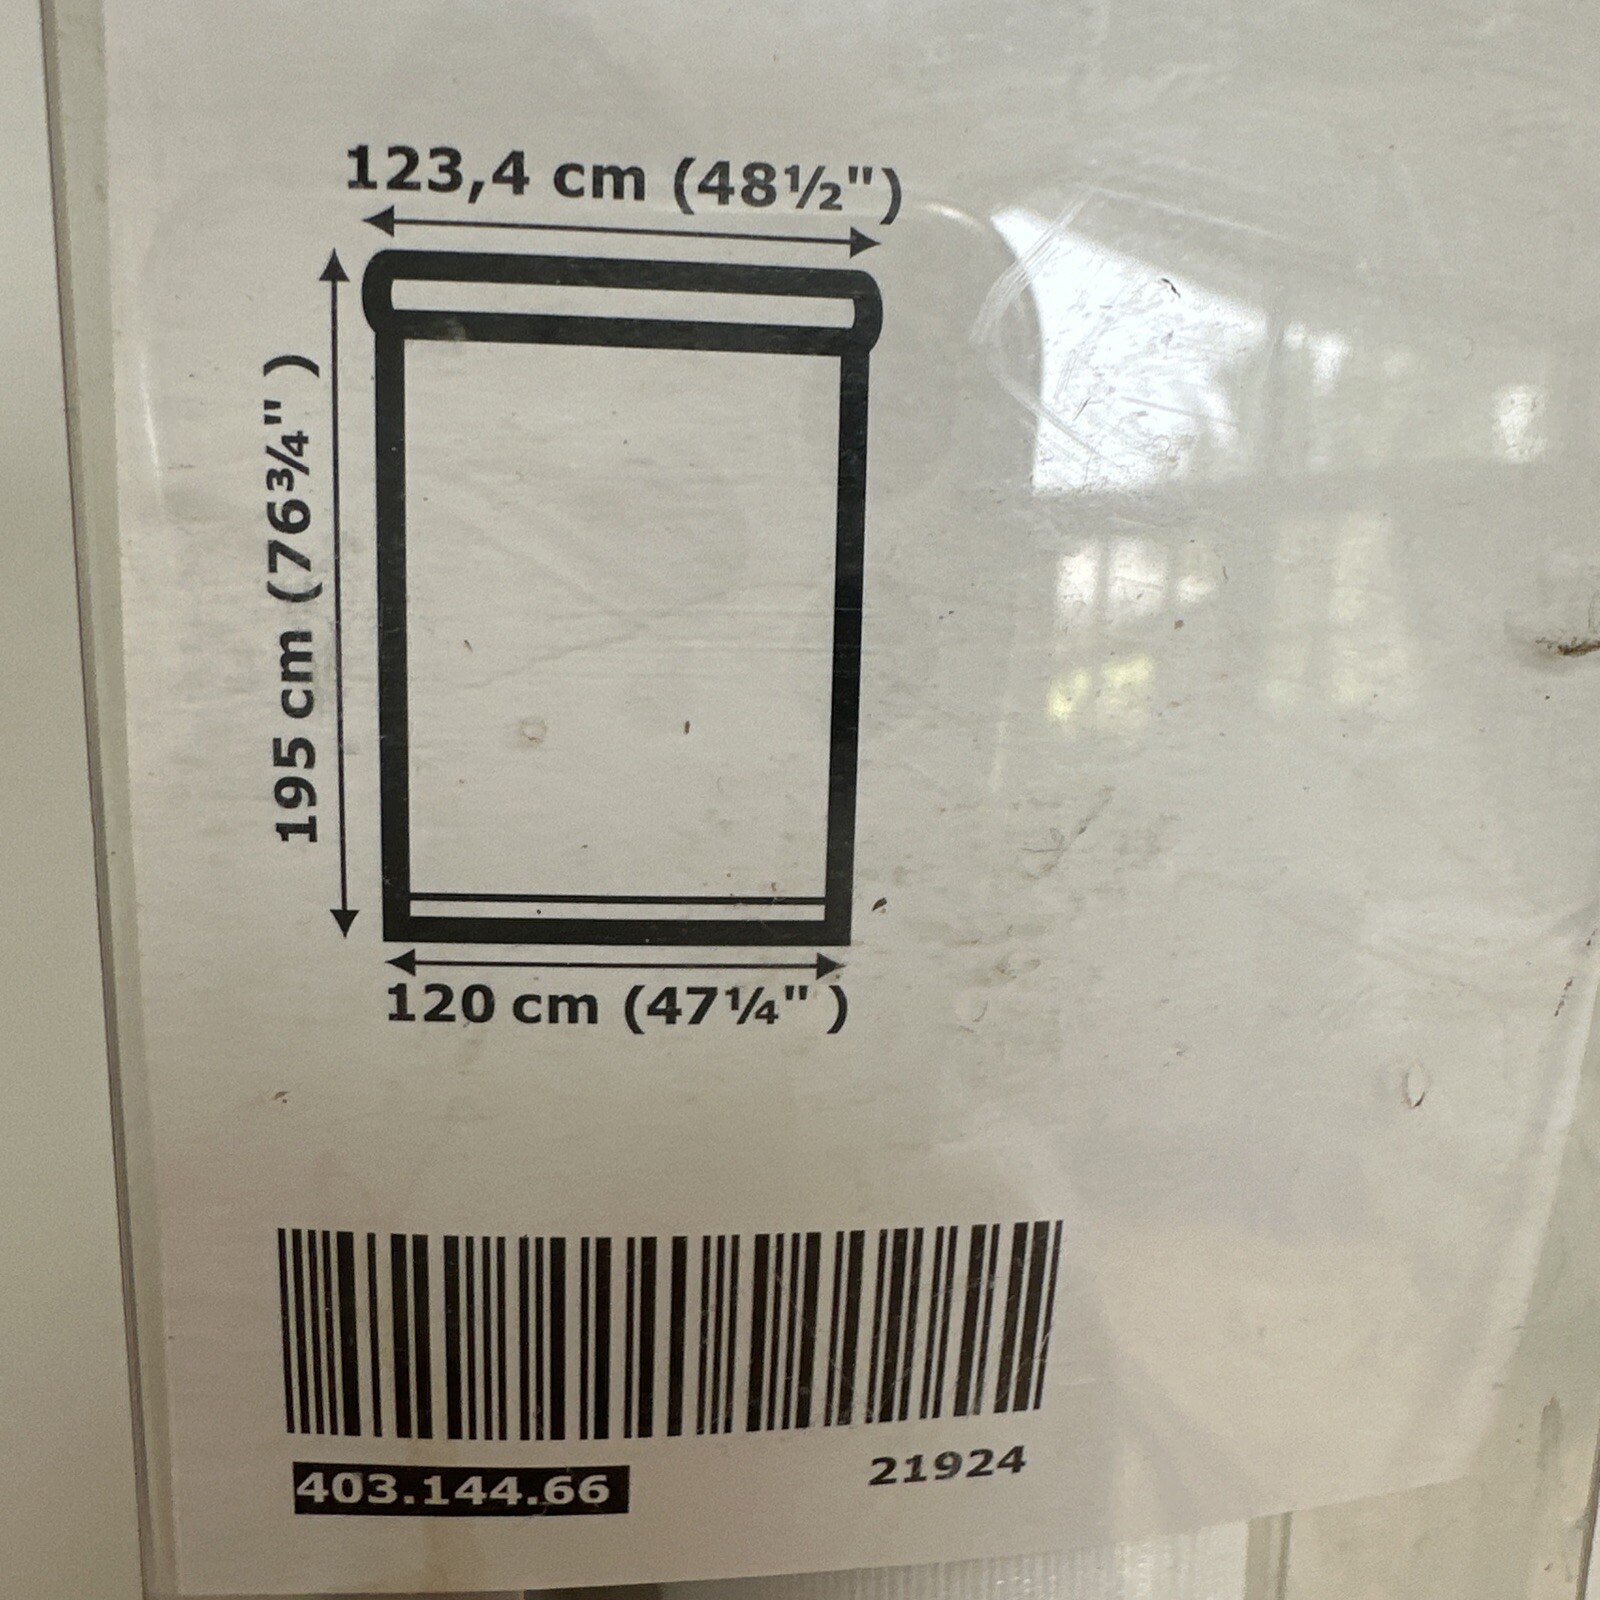 123,4 cm (48½")
195 cm (76¾" )
120 cm (47¼" )
403.144.66
21924